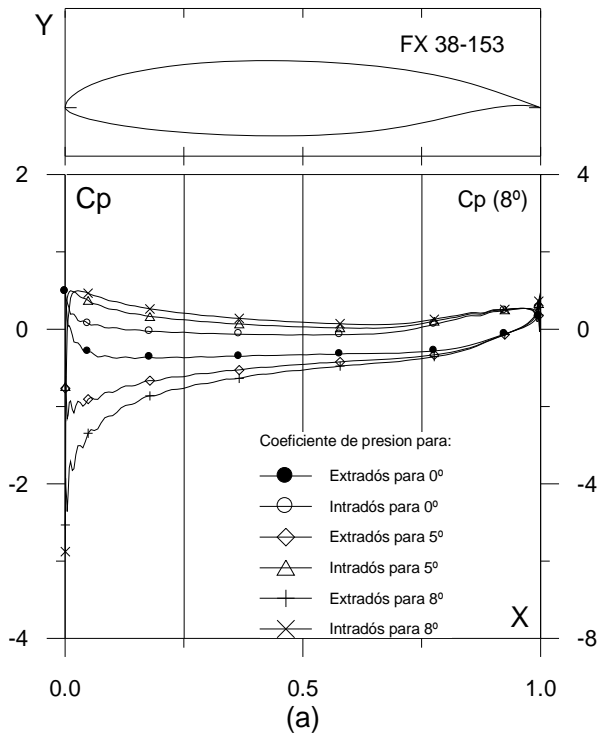 Y
FX 38-153
2
4
Cp
Cp (8º)
0
0
-2
-4
Coeficiente de presion para:
Extradós para 0º
Intradós para 0º
Extradós para 5º
Intradós para 5º
Extradós para 8º
Intradós para 8º
X
-4
-8
0.0
0.5
1.0
(a)